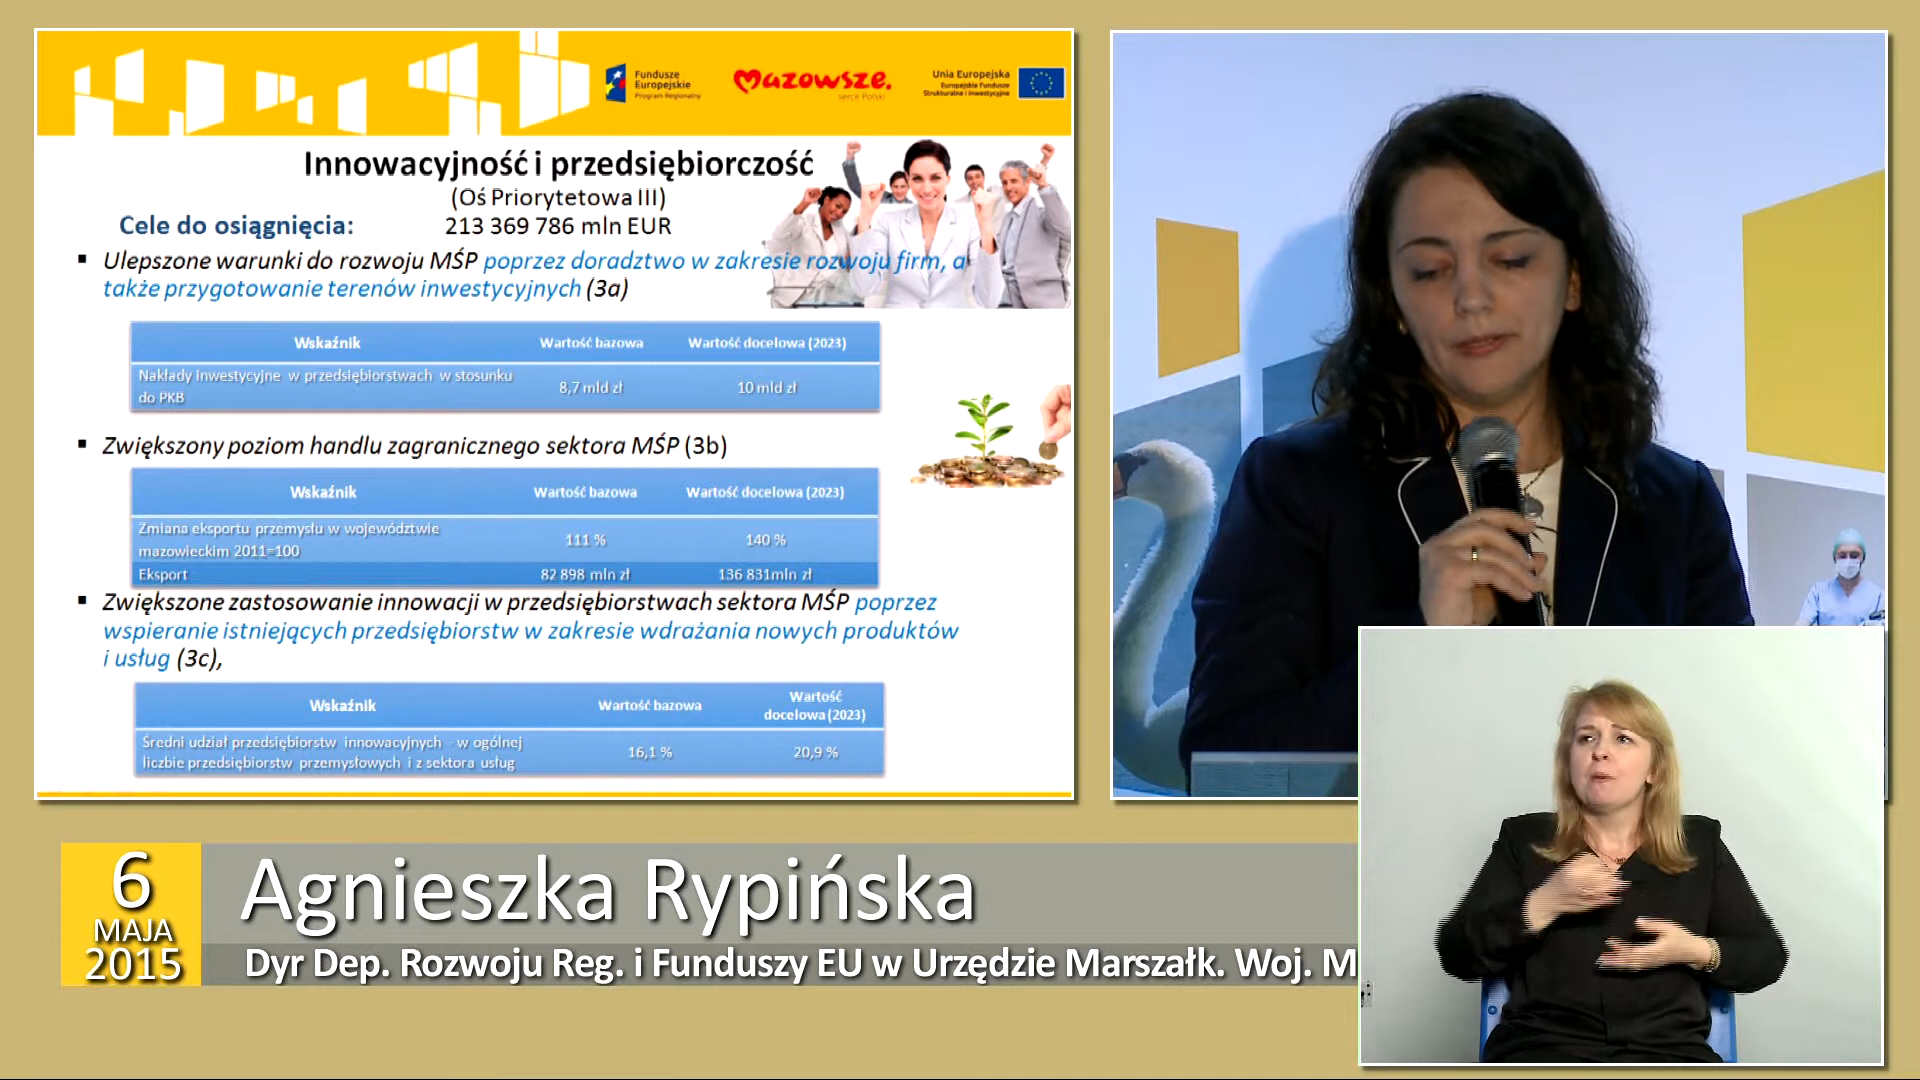 Fundusze
Europejskie
Program Regionalny
mazowsze.
serce Polski
Unia Europejska
Europejskie Fundusze
Strukturalne i Inwestycyjne
Innowacyjność i przedsiębiorczość
(Oś Priorytetowa III)
Cele do osiągnięcia: 213 369 786 mln EUR
▪ Ulepszone warunki do rozwoju MŚP poprzez doradztwo w zakresie rozwoju firm, a
także przygotowanie terenów inwestycyjnych (3a)
Wskaźnik Wartość bazowa Wartość docelowa (2023)
Nakłady inwestycyjne w przedsiębiorstwach w stosunku
do PKB 8,7 mld zł 10 mld zł
▪ Zwiększony poziom handlu zagranicznego sektora MŚP (3b)
Wskaźnik Wartość bazowa Wartość docelowa (2023)
Zmiana eksportu przemysłu w województwie
mazowieckim 2011=100 111 % 140 %
Eksport 82 898 mln zł 136 831mln zł
▪ Zwiększone zastosowanie innowacji w przedsiębiorstwach sektora MŚP poprzez
wspieranie istniejących przedsiębiorstw w zakresie wdrażania nowych produktów
i usług (3c),
Wskaźnik Wartość bazowa Wartość
docelowa (2023)
Średni udział przedsiębiorstw innowacyjnych w ogólnej
liczbie przedsiębiorstw przemysłowych i z sektora usług 16,1 % 20,9 %
6
MAJA
2015
Agnieszka Rypińska
Dyr Dep. Rozwoju Reg. i Funduszy EU w Urzędzie Marszałk. Woj. M